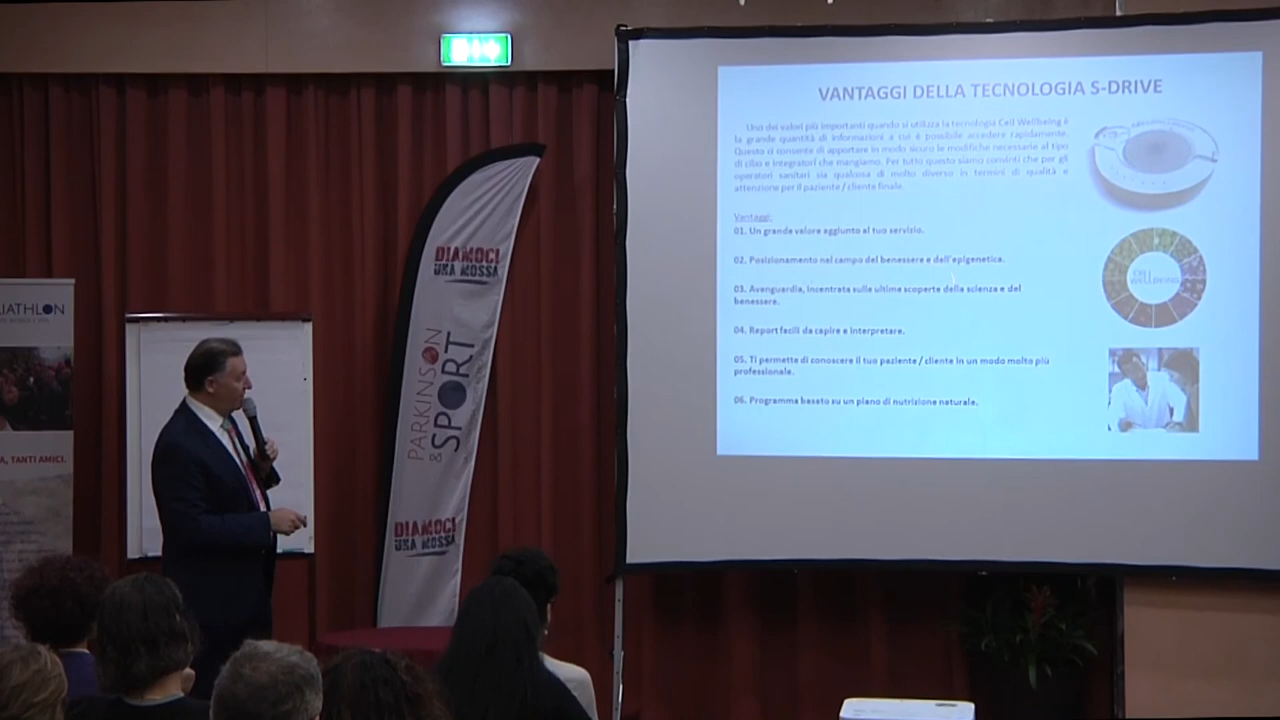 VANTAGGI DELLA TECNOLOGIA S-DRIVE
Uno dei valori più importanti quando si utilizza la tecnologia Cell Wellbeing è
la grande quantità di informazioni a cui è possibile accedere rapidamente.
Questo ci consente di apportare in modo sicuro le modifiche necessarie al tipo
di cibo e integratori che mangiamo. Per tutto questo siamo convinti che per gli
operatori sanitari sia qualcosa di molto diverso in termini di qualità e
attenzione per il paziente / cliente finale.
Vantaggi:
01. Un grande valore aggiunto al tuo servizio.
02. Posizionamento nel campo del benessere e dell'epigenetica.
03. Avanguardia, incentrata sulle ultime scoperte della scienza e del
benessere.
04. Report facili da capire e interpretare.
05. Ti permette di conoscere il tuo paziente / cliente in un modo molto più
professionale.
06. Programma basato su un piano di nutrizione naturale.
CELL
WELLBEING
DIAMOCI
UNA MOSSA
PARKINSON
& SPORT
DIAMOCI
UNA MOSSA
IATHLON
A, TANTI AMICI.